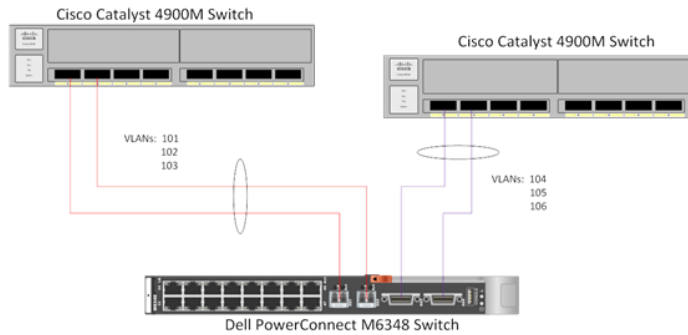 Cisco Catalyst 4900M Switch
Cisco Catalyst 4900M Switch
VLANs: 101
102
103
VLANs: 104
105
106
Dell PowerConnect M6348 Switch